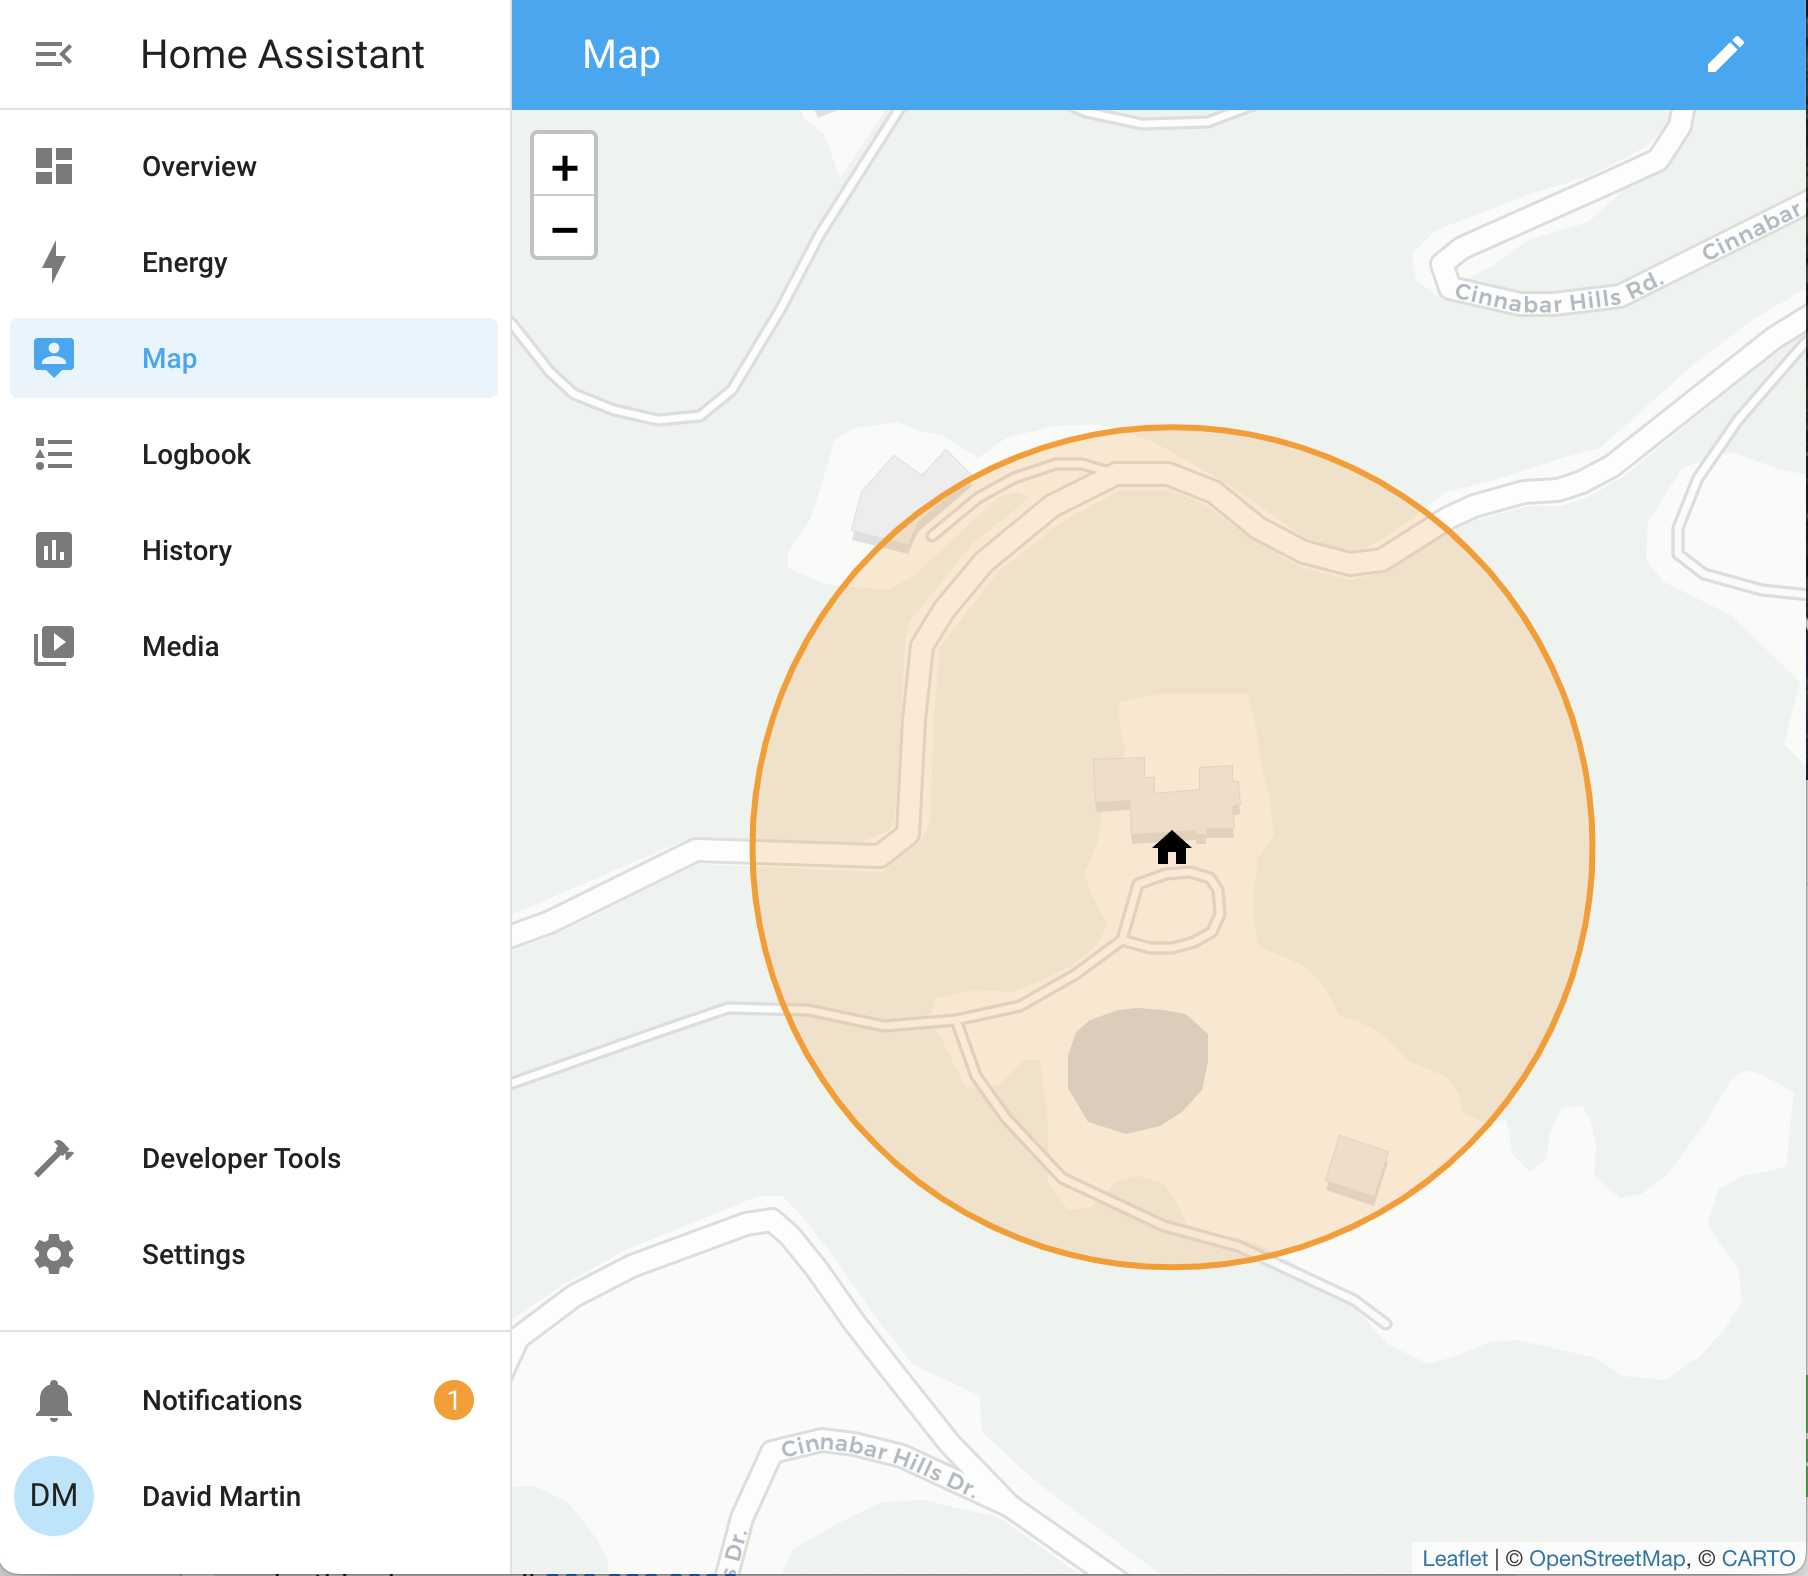 Home Assistant
Map
Overview
Energy
Map
Logbook
History
Media
Developer Tools
Settings
Notifications
1
DM
David Martin
+
−
Cinnabar
Cinnabar Hills Rd.
Cinnabar Hills Dr.
s Dr.
Leaflet | © OpenStreetMap, © CARTO